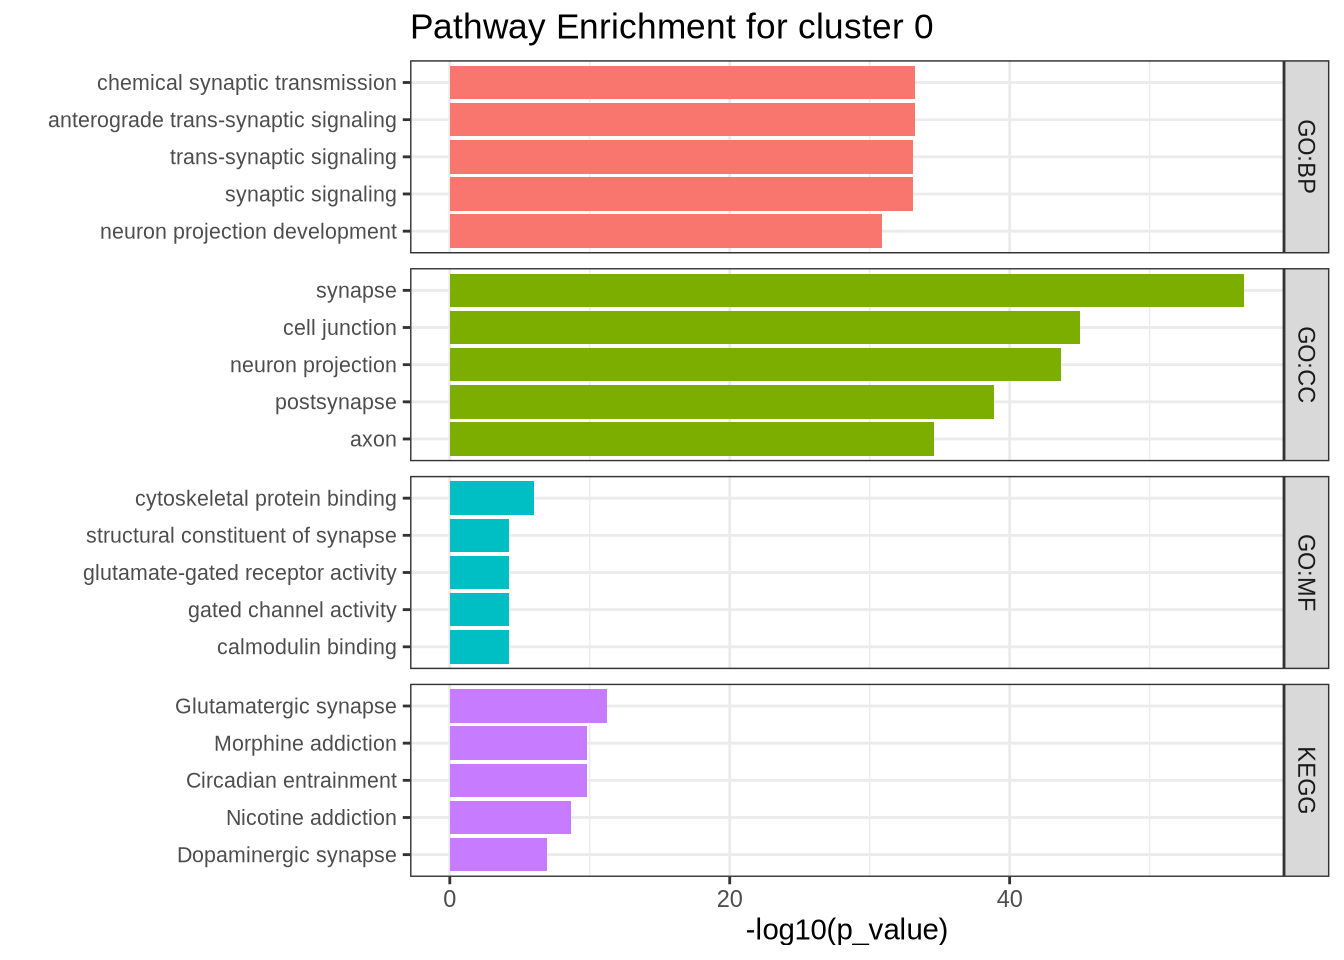 Pathway Enrichment for cluster 0
chemical synaptic transmission
anterograde trans-synaptic signaling
trans-synaptic signaling
synaptic signaling
neuron projection development
GO:BP
synapse
cell junction
neuron projection
postsynapse
axon
GO:CC
cytoskeletal protein binding
structural constituent of synapse
glutamate-gated receptor activity
gated channel activity
calmodulin binding
GO:MF
Glutamatergic synapse
Morphine addiction
Circadian entrainment
Nicotine addiction
Dopaminergic synapse
KEGG
0 20 40
-log10(p_value)